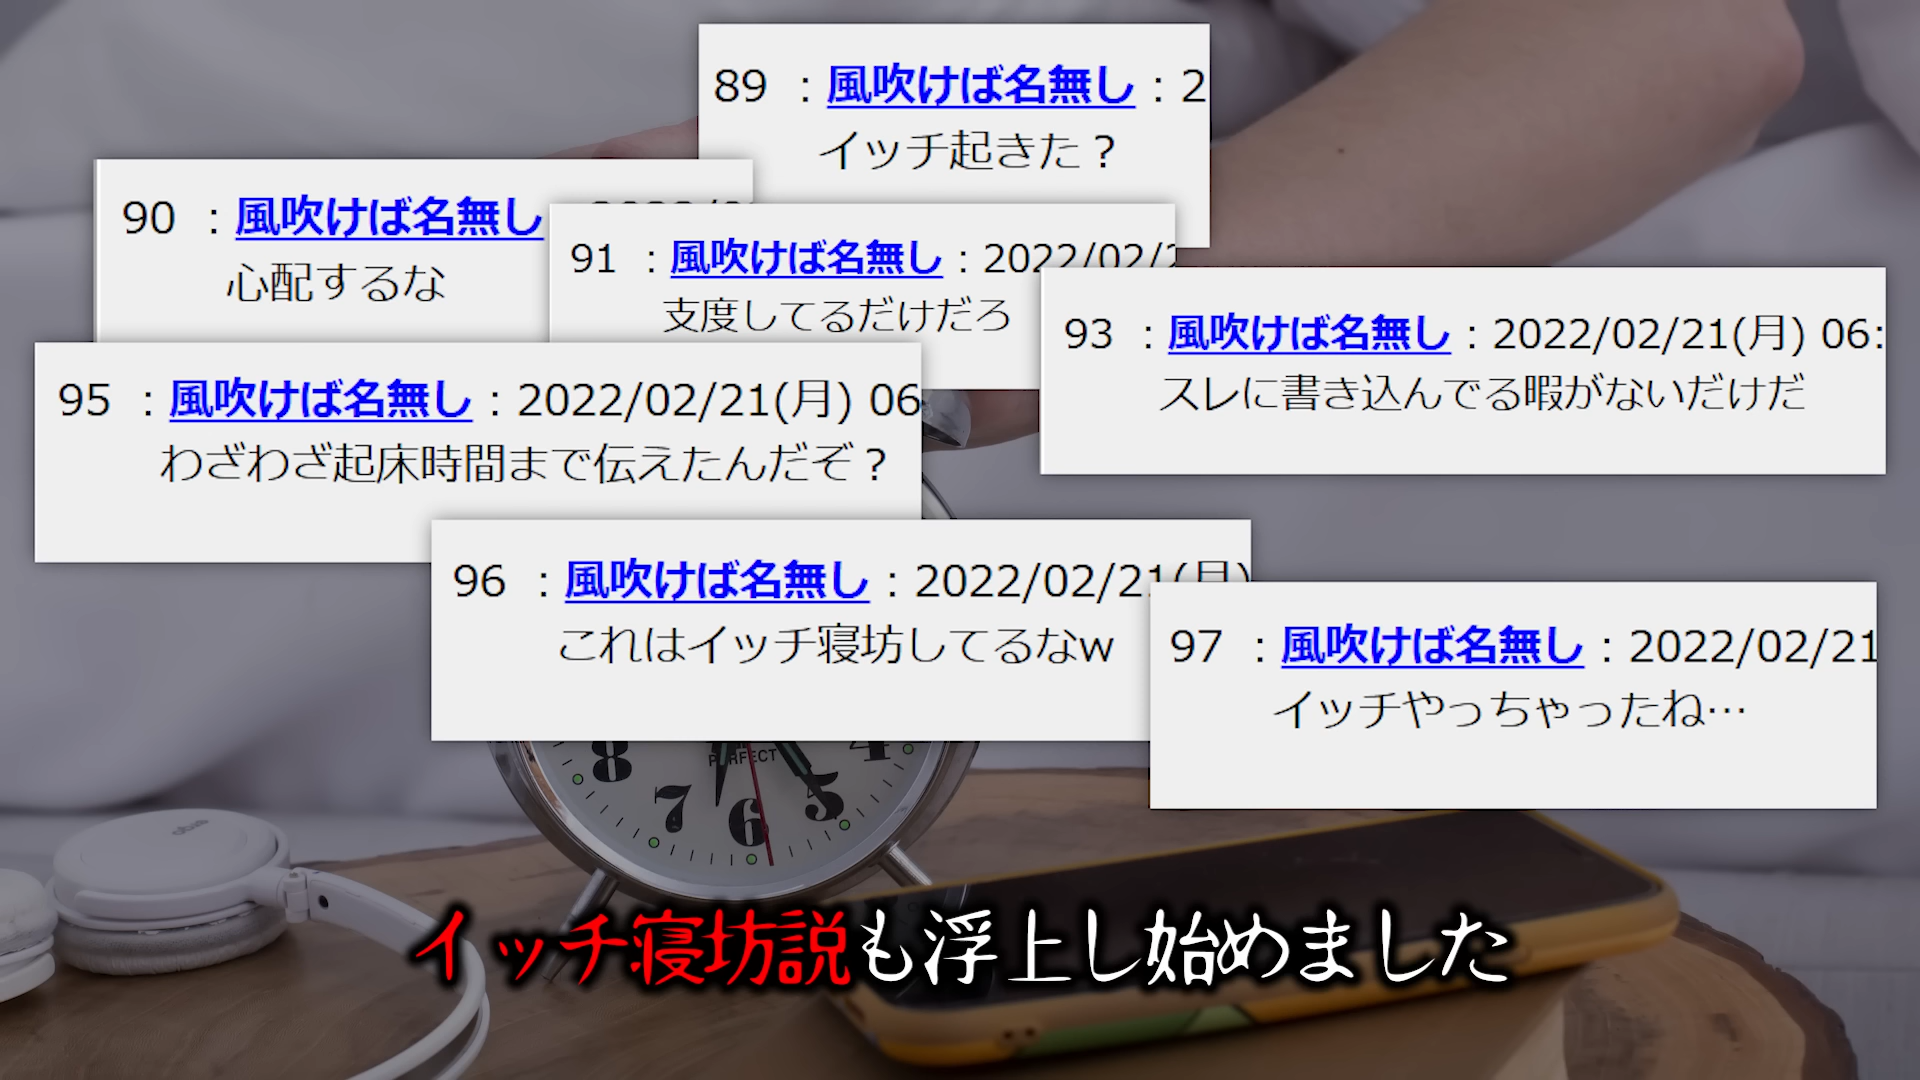 89 ：風吹けば名無し：2
イッチ起きた？
90 ：風吹けば名無し
心配するな
91 ：風吹けば名無し：2022/02/2
支度してるだけだろ
93 ：風吹けば名無し：2022/02/21(月) 06:
スレに書き込んでる暇がないだけだ
95 ：風吹けば名無し：2022/02/21(月) 06
わざわざ起床時間まで伝えたんだぞ？
96 ：風吹けば名無し：2022/02/21(月)
これはイッチ寝坊してるなw
97 ：風吹けば名無し：2022/02/21
イッチやっちゃったね…
8 4
PERFECT
7 6 5
イッチ寝坊説も浮上し始めました